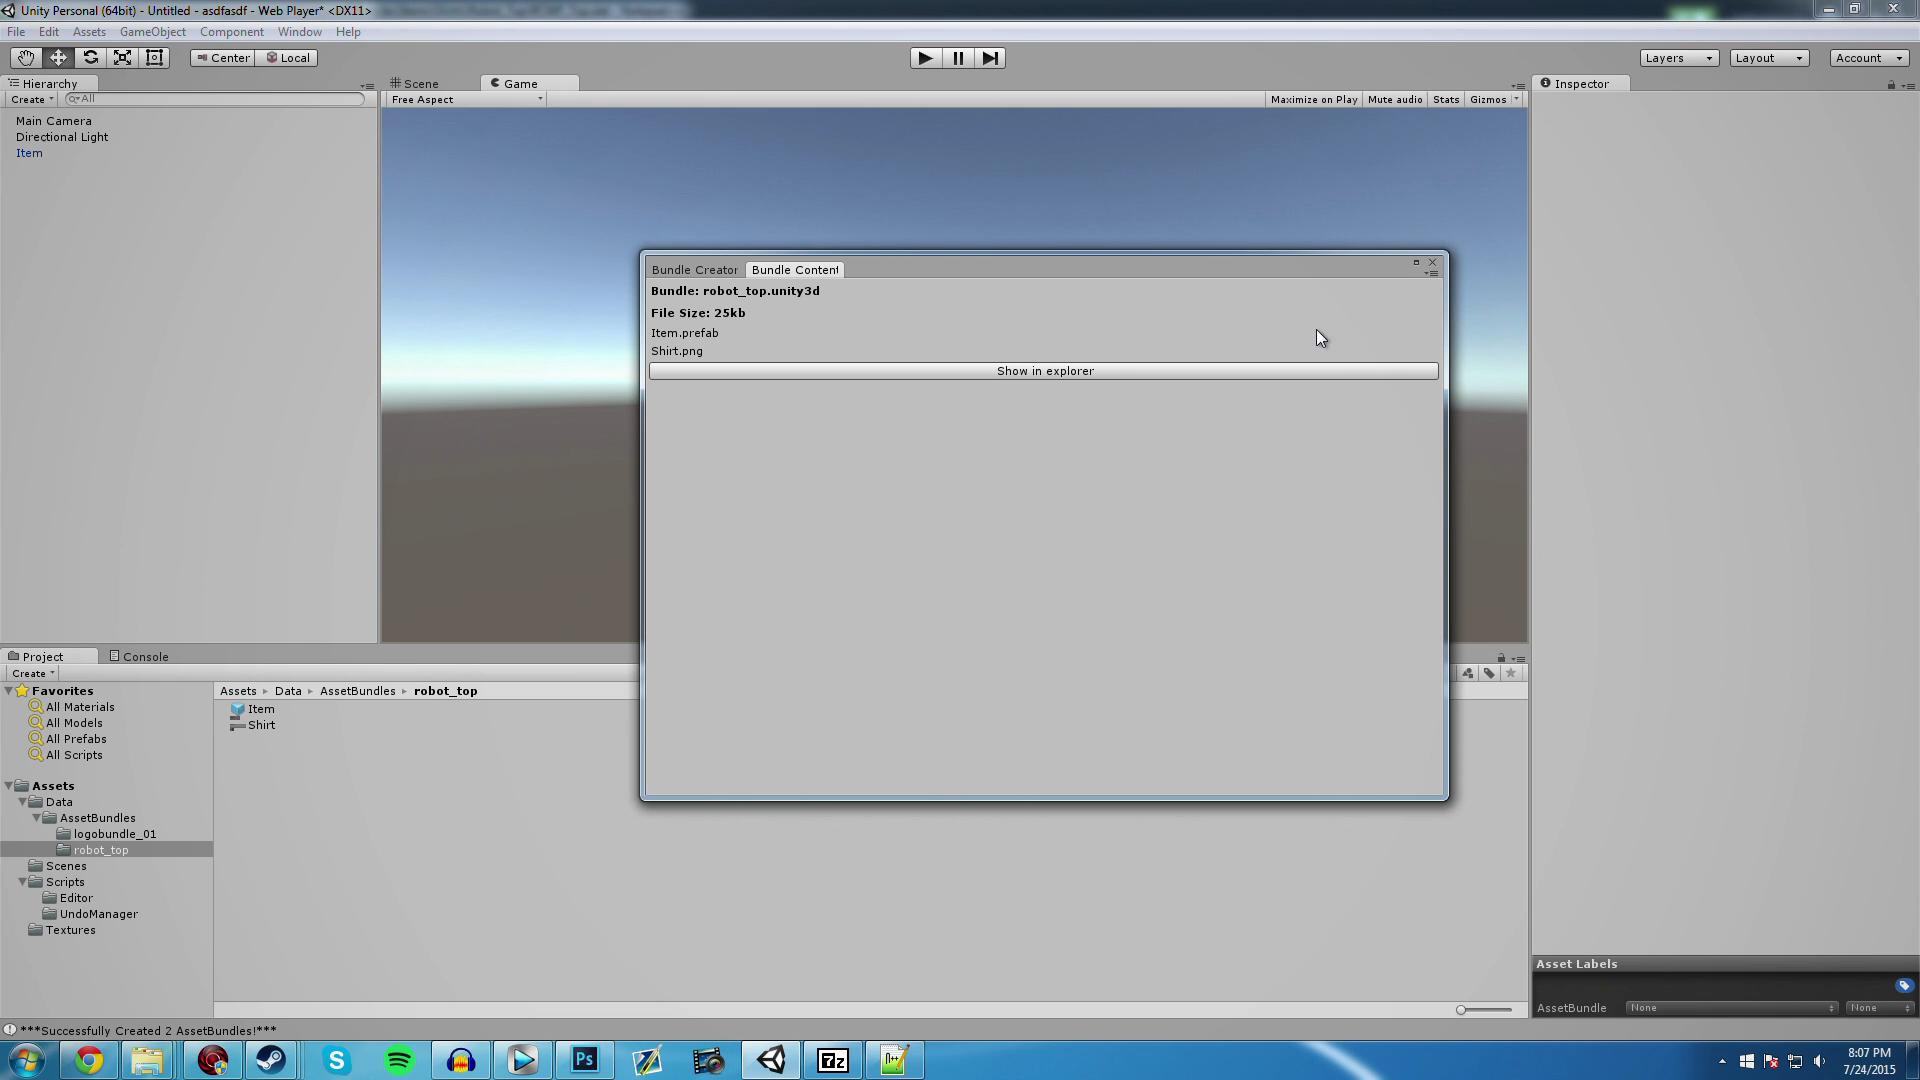 Unity Personal (64bit) - Untitled - asdfasdf - Web Player* <DX11>
File Edit Assets GameObject Component Window Help
Center Local
Layers Layout Account
Hierarchy
Create All
Main Camera
Directional Light
Item
Scene Game
Free Aspect
Maximize on Play Mute audio Stats Gizmos
Inspector
Bundle Creator Bundle Content
Bundle: robot_top.unity3d
File Size: 25kb
Item.prefab
Shirt.png
Show in explorer
Project Console
Create
Favorites
All Materials
All Models
All Prefabs
All Scripts
Assets
Data
AssetBundles
logobundle_01
robot_top
Scenes
Scripts
Editor
UndoManager
Textures
Assets Data AssetBundles robot_top
Item
Shirt
Asset Labels
AssetBundle None None
***Successfully Created 2 AssetBundles!***
S
Ps
7z
n++
8:07 PM
7/24/2015